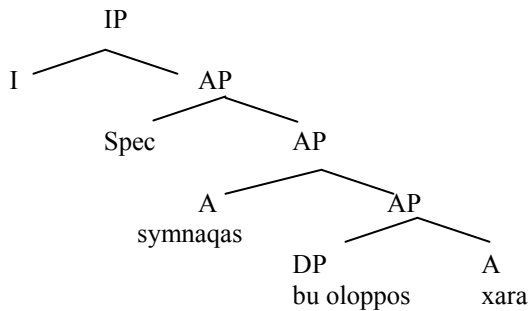 IP
I AP
Spec AP
A AP
symnaqas
DP A
bu oloppos xara